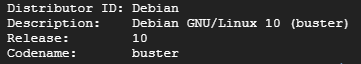 Distributor ID: Debian
Description:    Debian GNU/Linux 10 (buster)
Release:        10
Codename:       buster